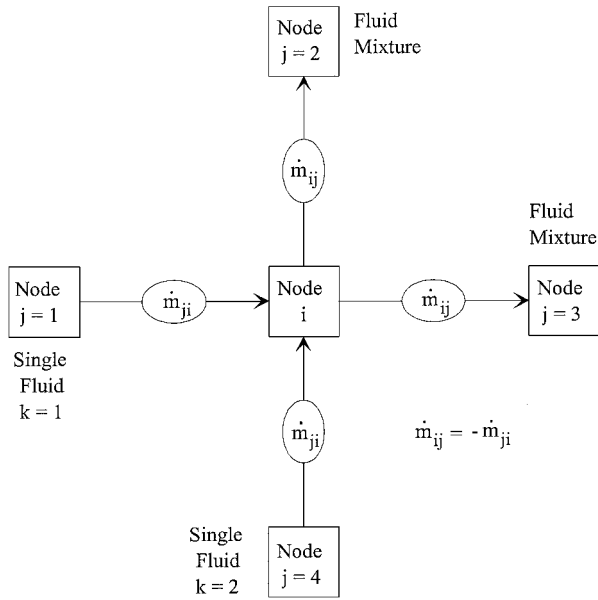 Node
j = 2
Fluid
Mixture
ṁij
Fluid
Mixture
Node
j = 1
ṁji
Node
i
ṁij
Node
j = 3
Single
Fluid
k = 1
ṁji
ṁij = - ṁji
Single
Fluid
k = 2
Node
j = 4